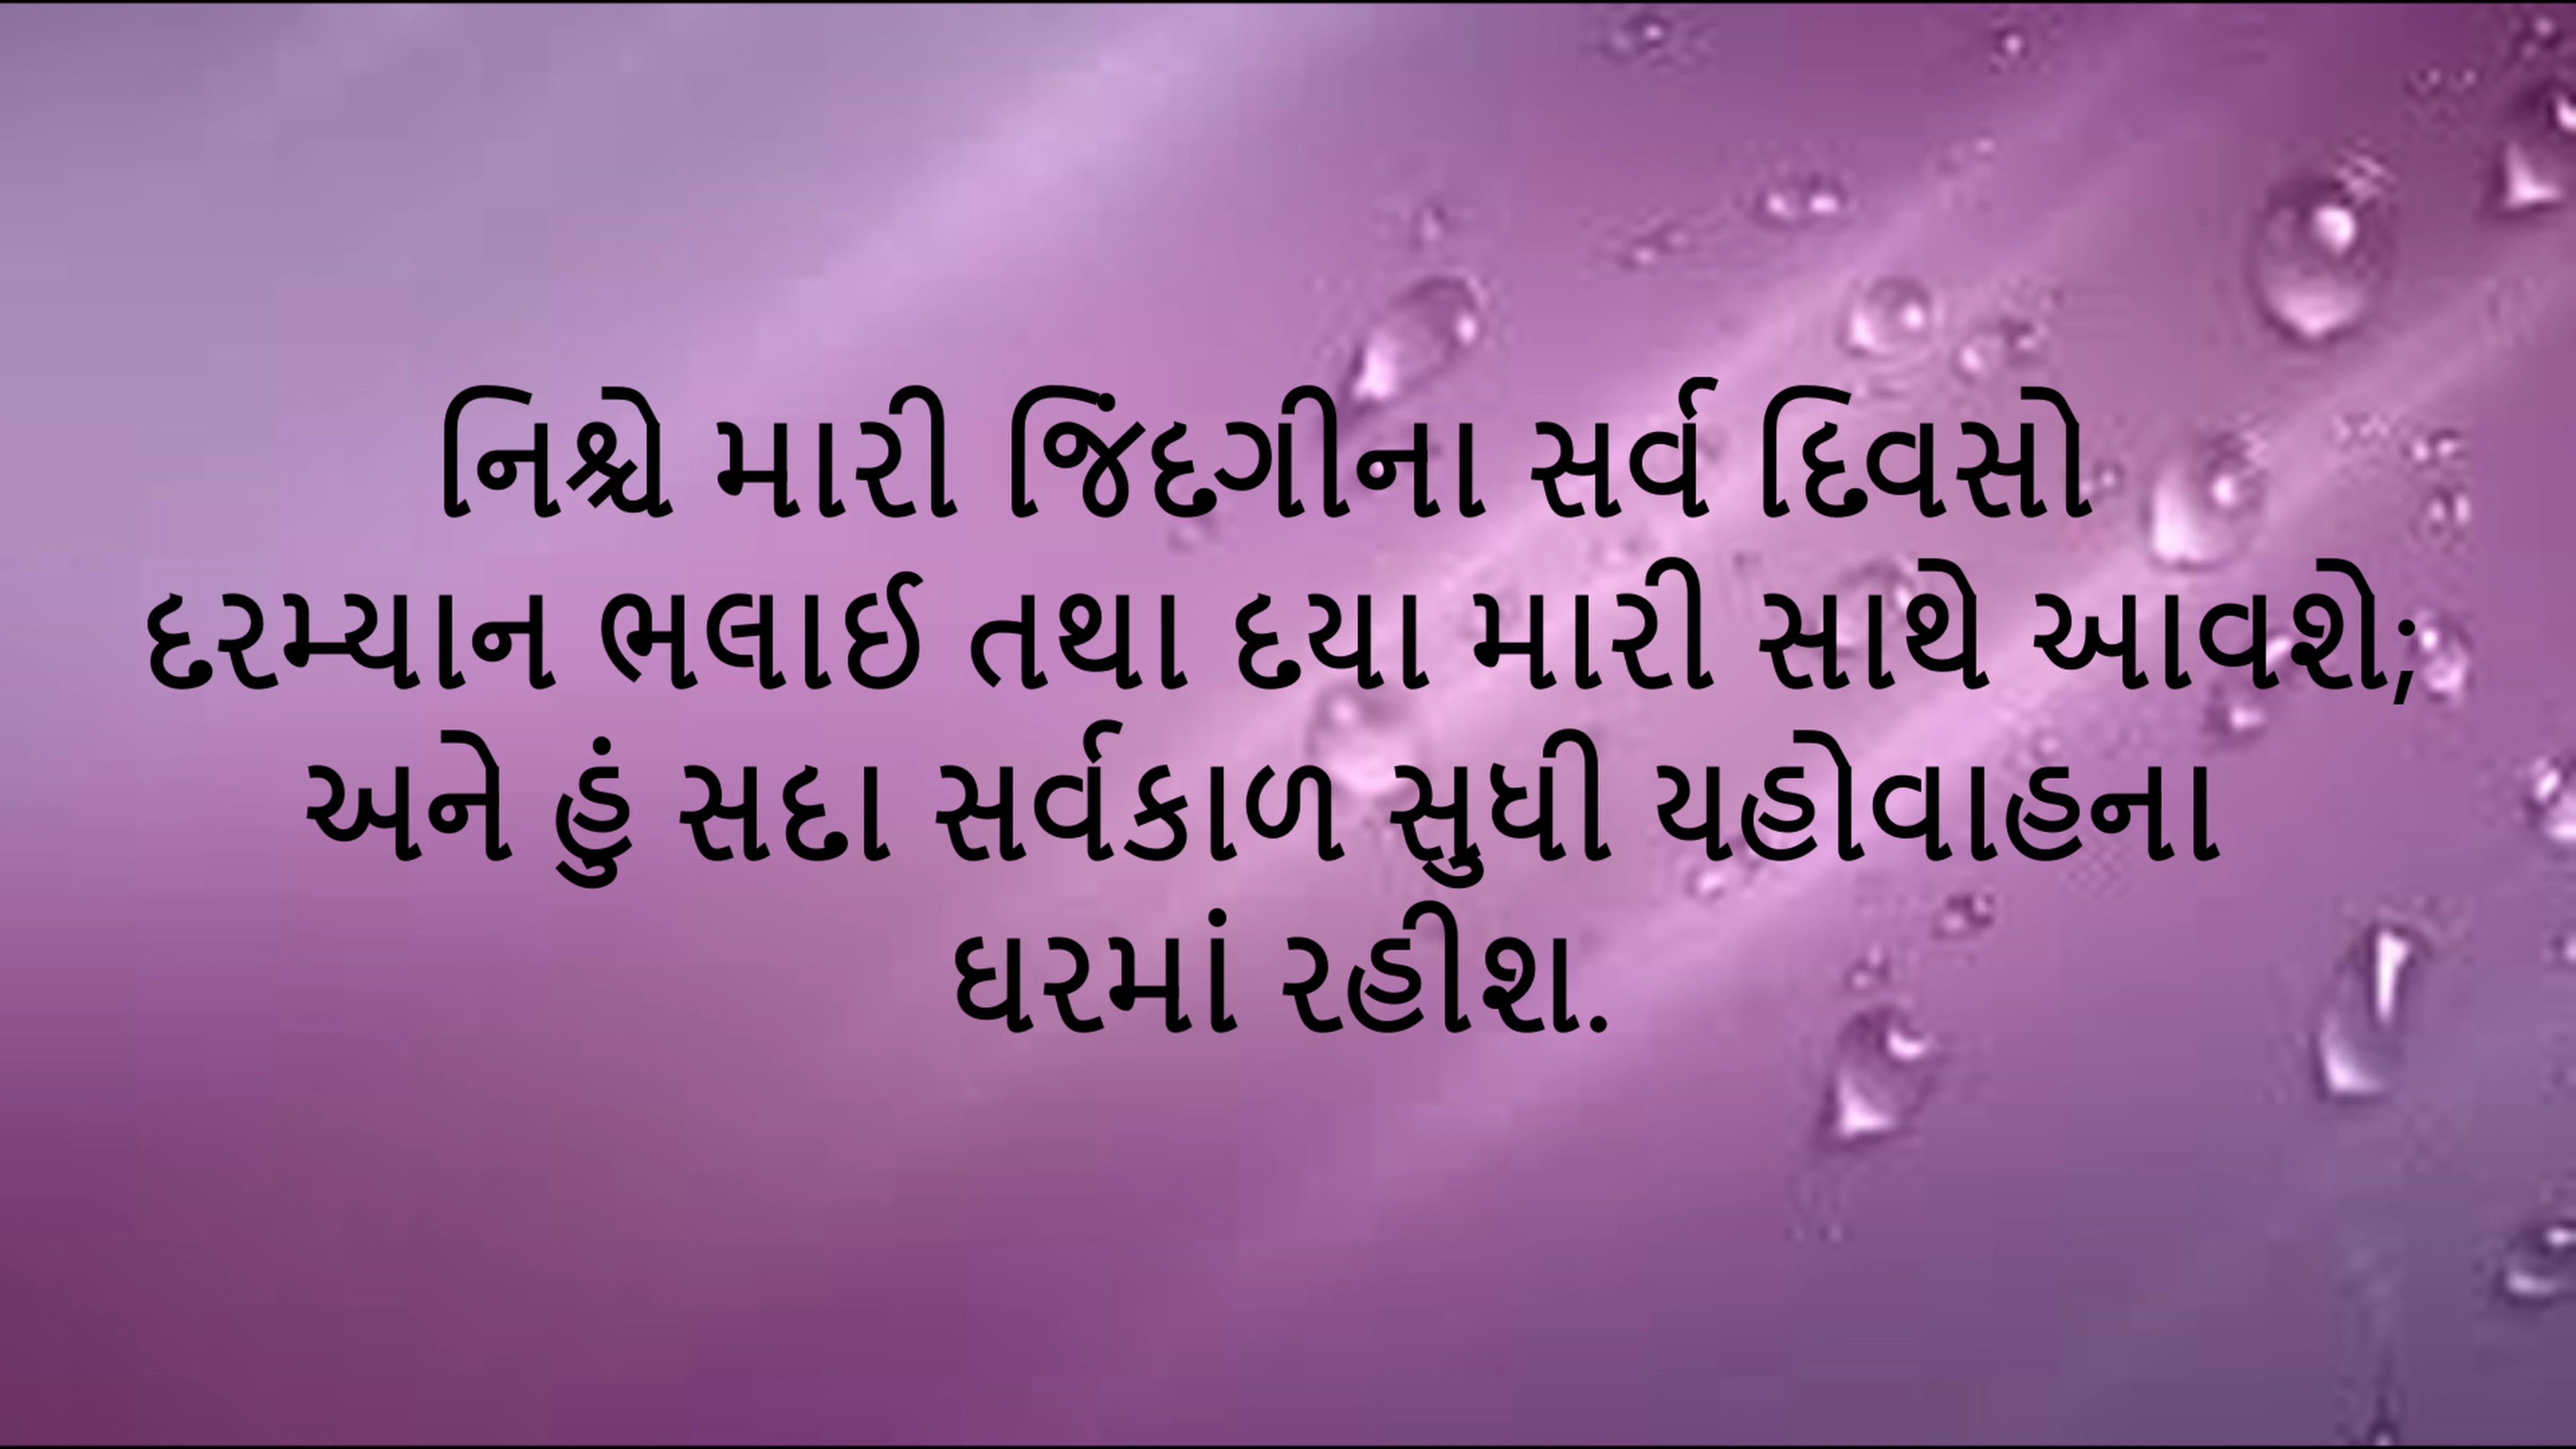 નિશ્ચે મારી જિંદગીના સર્વ દિવસો
દરમ્યાન ભલાઈ તથા દયા મારી સાથે આવશે;
અને હું સદા સર્વકાળ સુધી યહોવાહના
ઘરમાં રહીશ.